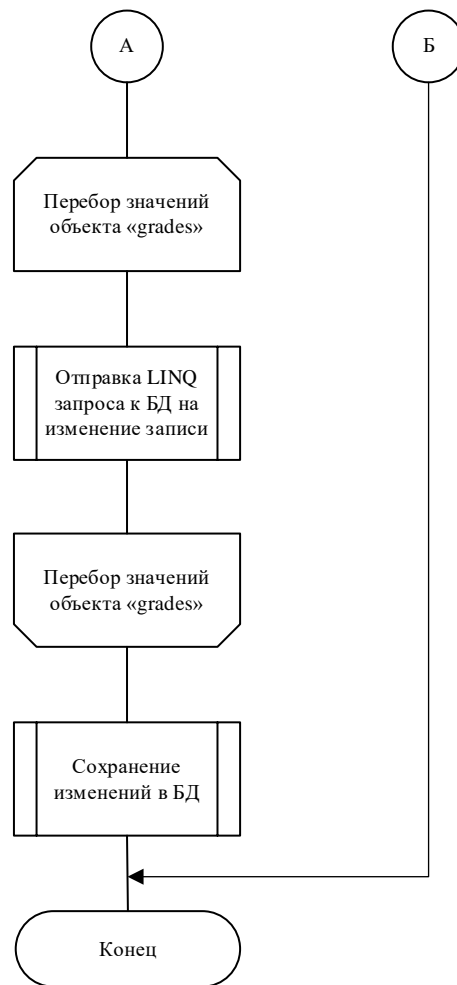 А
Б
Перебор значений
объекта «grades»
Отправка LINQ
запроса к БД на
изменение записи
Перебор значений
объекта «grades»
Сохранение
изменений в БД
Конец